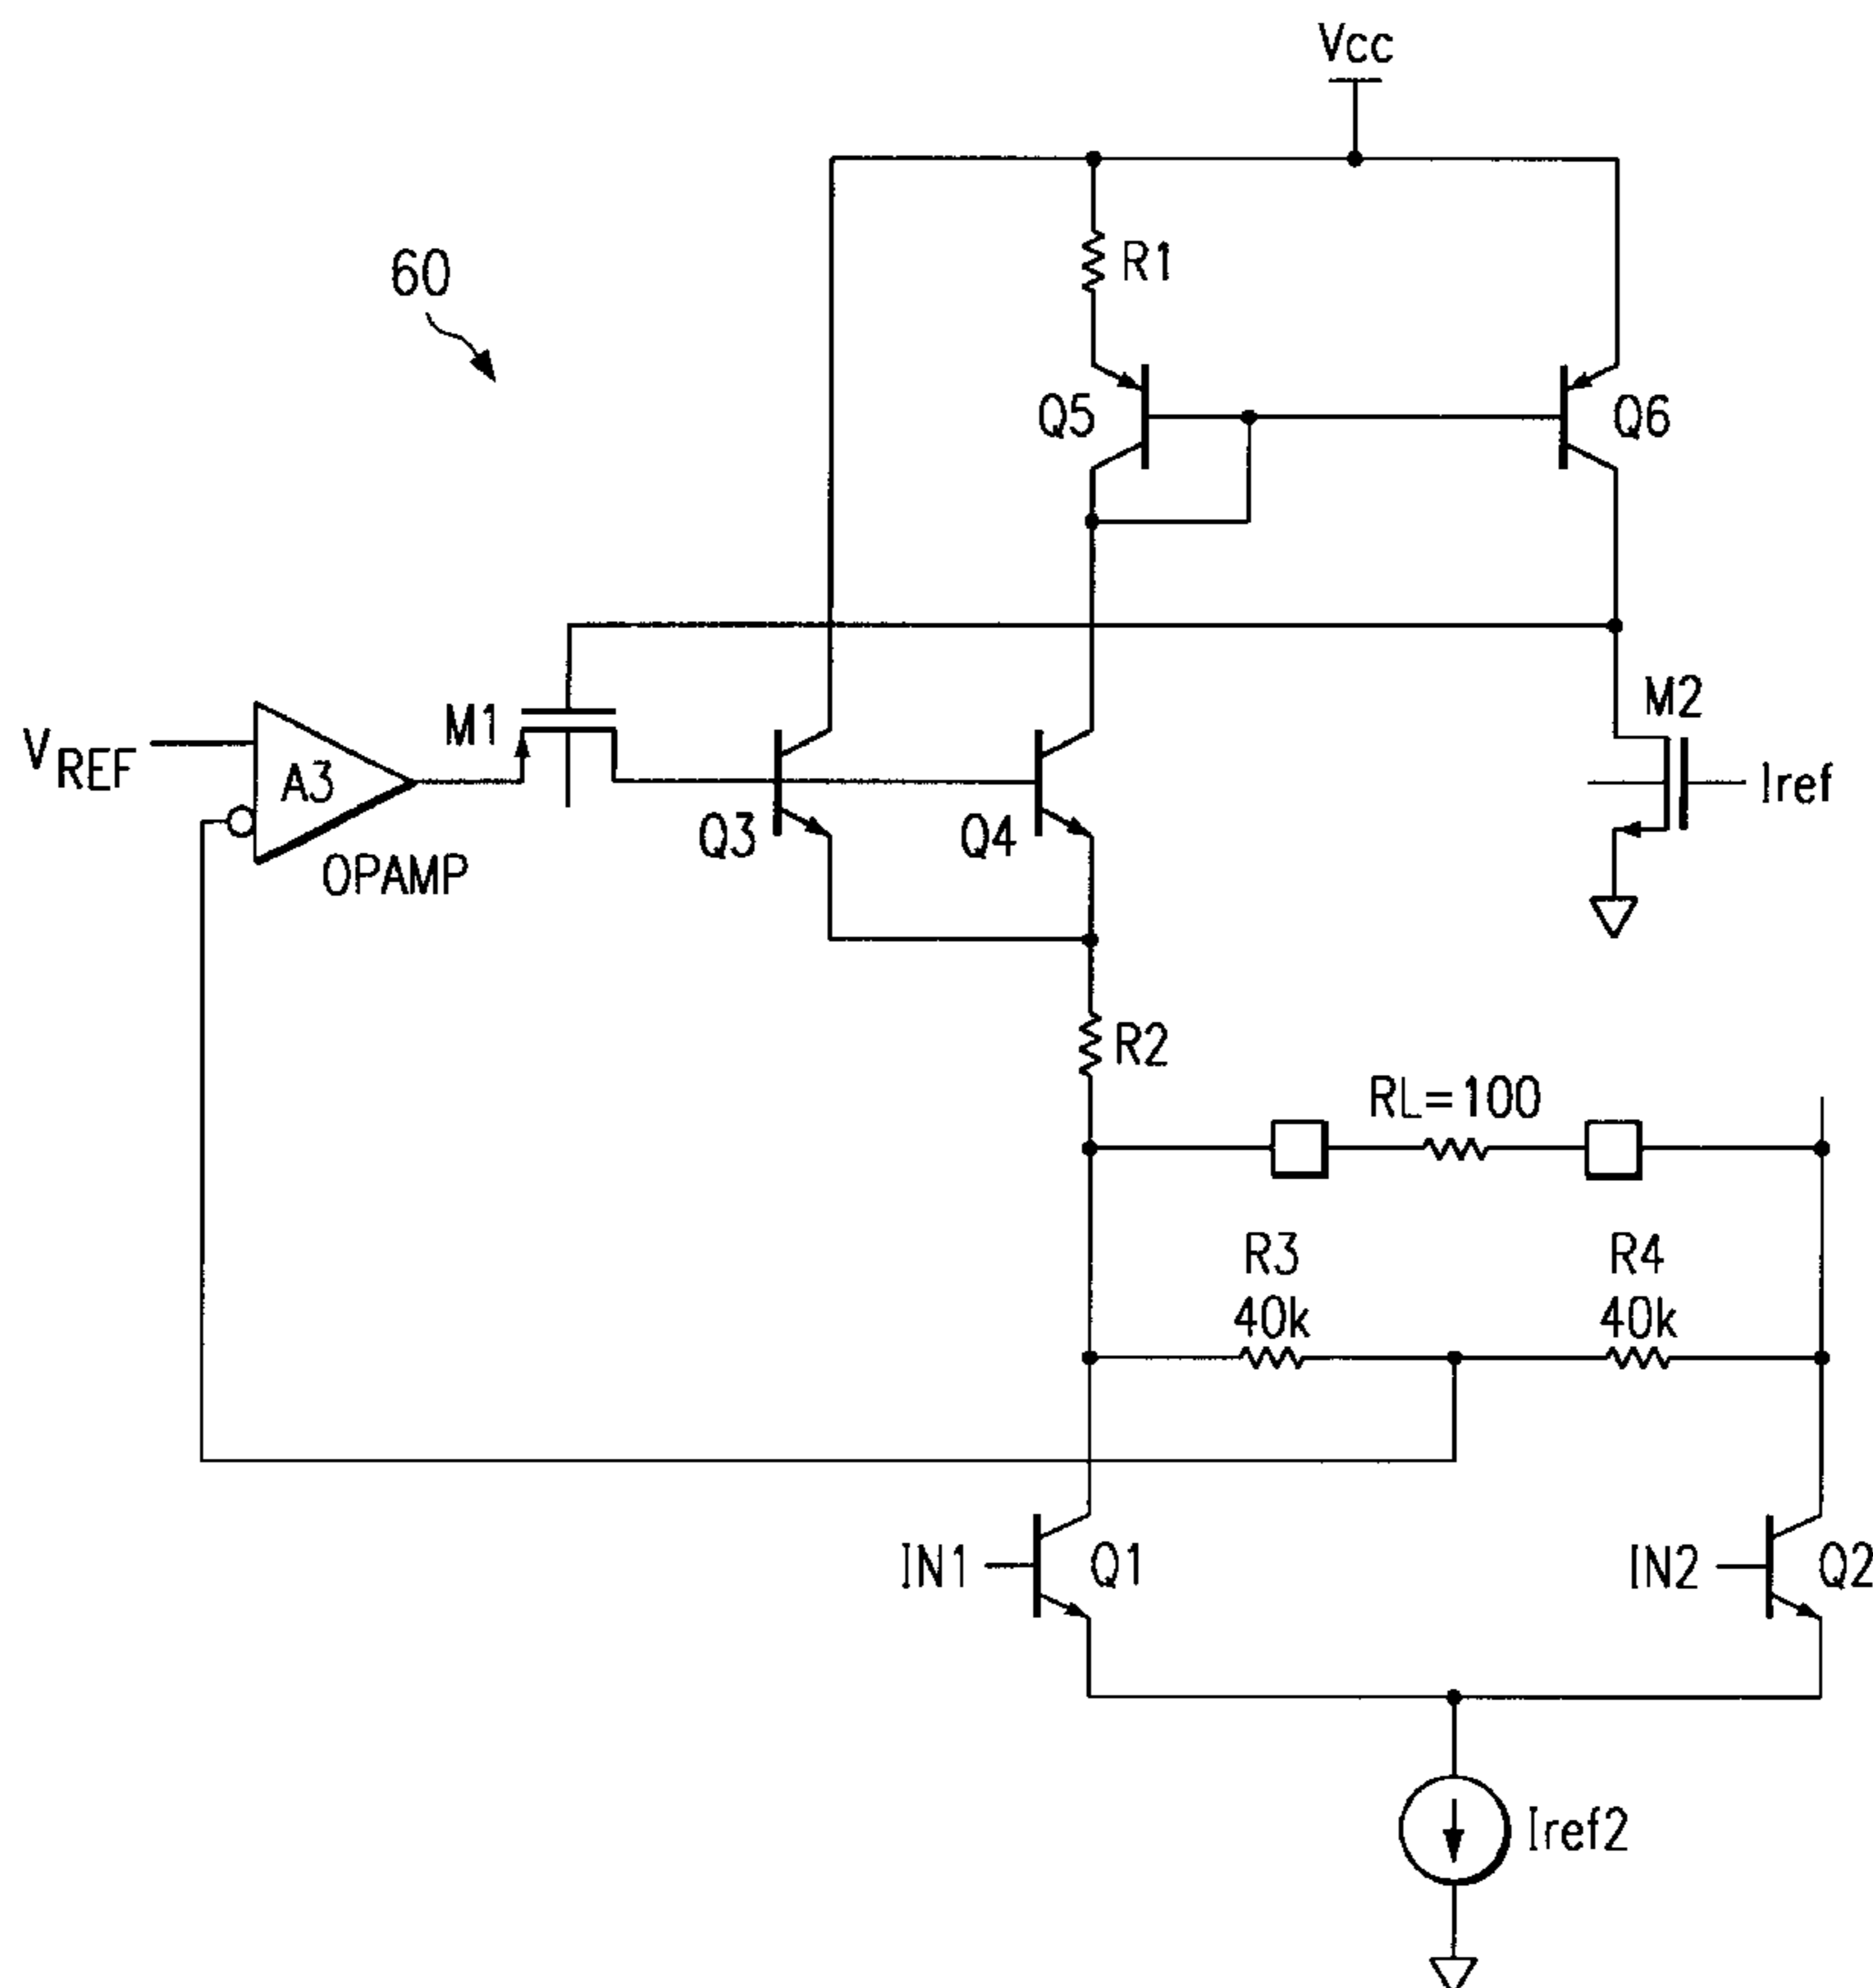 Vcc
60
R1
Q5
Q6
M1
M2
VREF
A3
Iref
Q3
Q4
OPAMP
R2
RL=100
R3
R4
40k
40k
IN1
Q1
IN2
Q2
Iref2